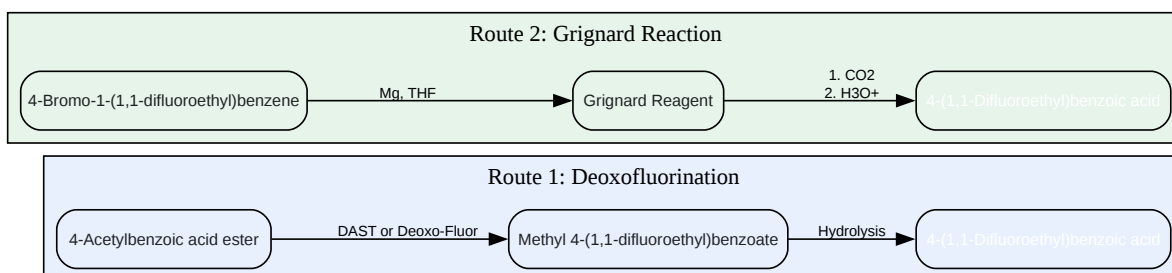 Route 2: Grignard Reaction
4-Bromo-1-(1,1-difluoroethyl)benzene
Mg, THF
Grignard Reagent
1. CO2
2. H3O+
4-(1,1-Difluoroethyl)benzoic acid
Route 1: Deoxofluorination
4-Acetylbenzoic acid ester
DAST or Deoxo-Fluor
Methyl 4-(1,1-difluoroethyl)benzoate
Hydrolysis
4-(1,1-Difluoroethyl)benzoic acid